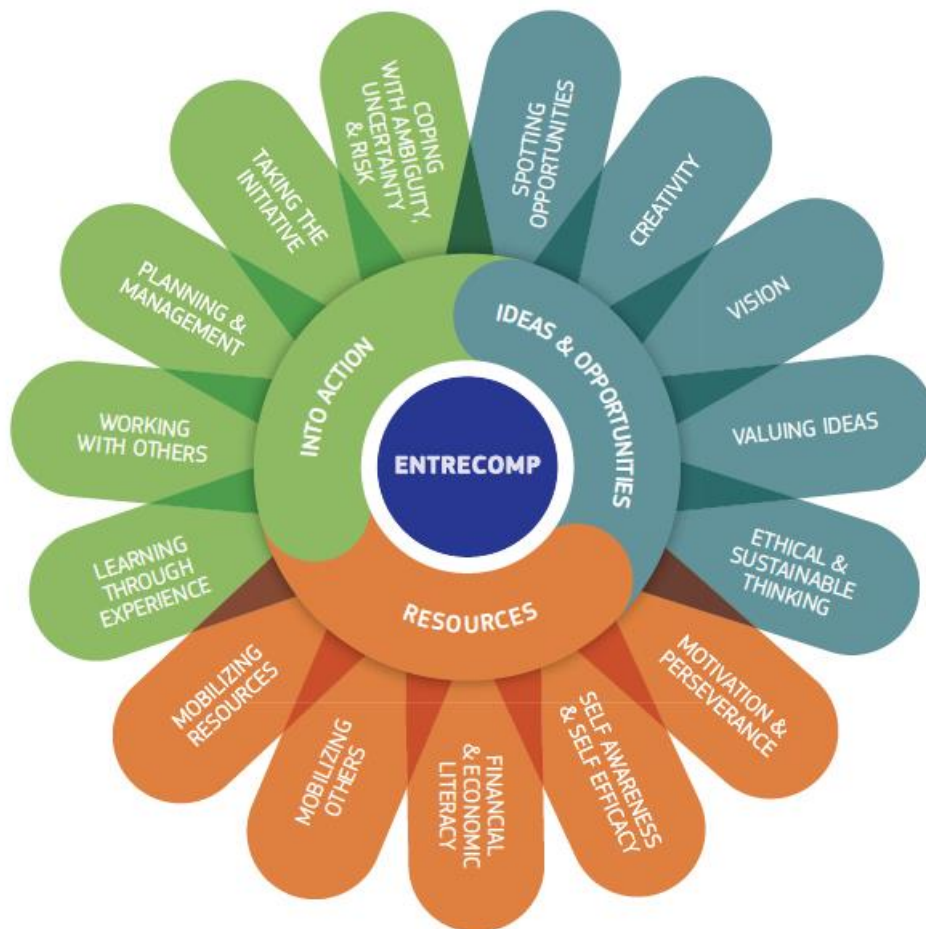 ENTRECOMP
IDEAS & OPPORTUNITIES
SPOTTING
OPPORTUNITIES
CREATIVITY
VISION
VALUING IDEAS
ETHICAL &
SUSTAINABLE
THINKING
RESOURCES
MOTIVATION &
PERSEVERANCE
SELF AWARENESS
& SELF EFFICACY
FINANCIAL
& ECONOMIC
LITERACY
MOBILIZING
OTHERS
MOBILIZING
RESOURCES
INTO ACTION
LEARNING
THROUGH
EXPERIENCE
WORKING
WITH OTHERS
PLANNING &
MANAGEMENT
TAKING THE
INITIATIVE
COPING
WITH AMBIGUITY,
UNCERTAINTY
& RISK